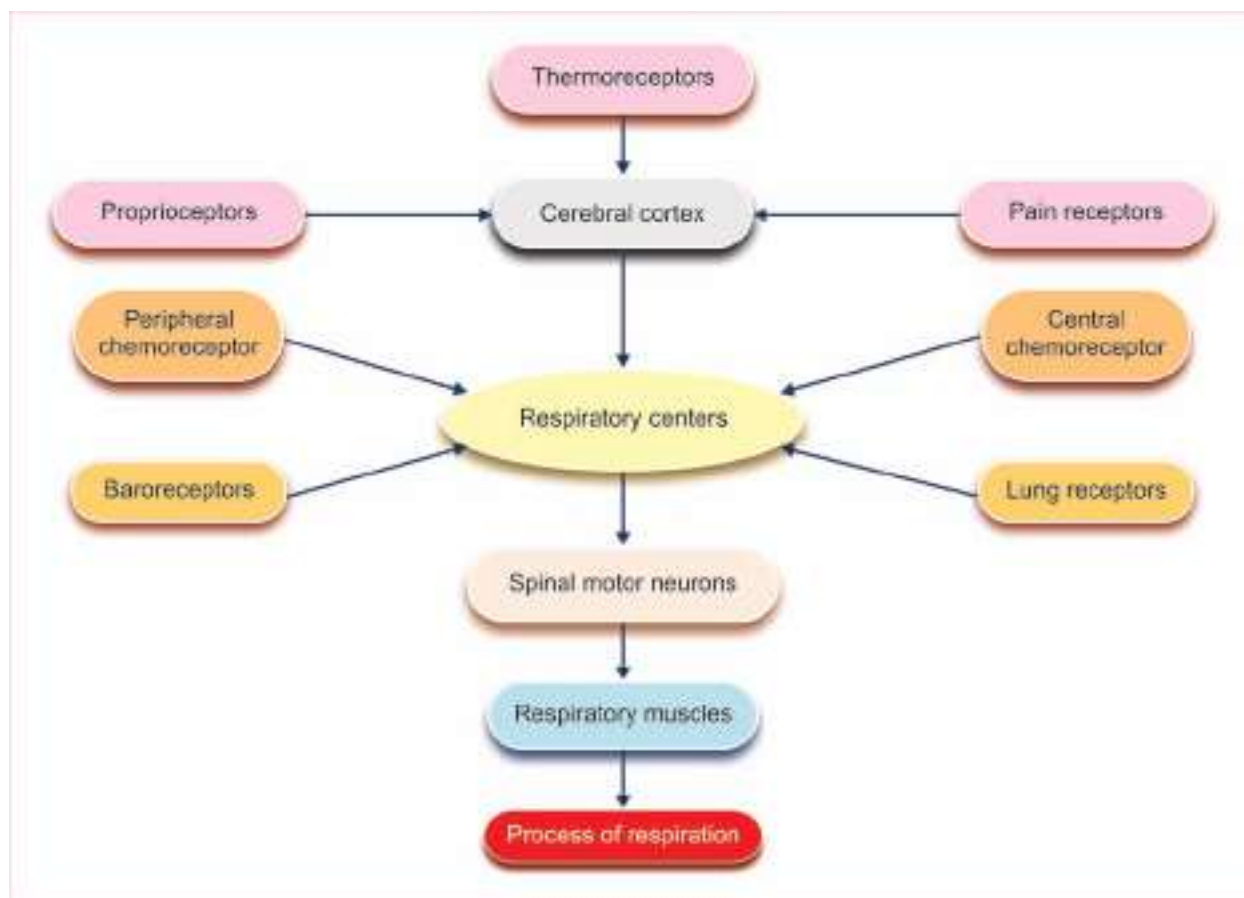 Thermoreceptors
Proprioceptors
Cerebral cortex
Pain receptors
Peripheral
chemoreceptor
Central
chemoreceptor
Respiratory centers
Baroreceptors
Lung receptors
Spinal motor neurons
Respiratory muscles
Process of respiration